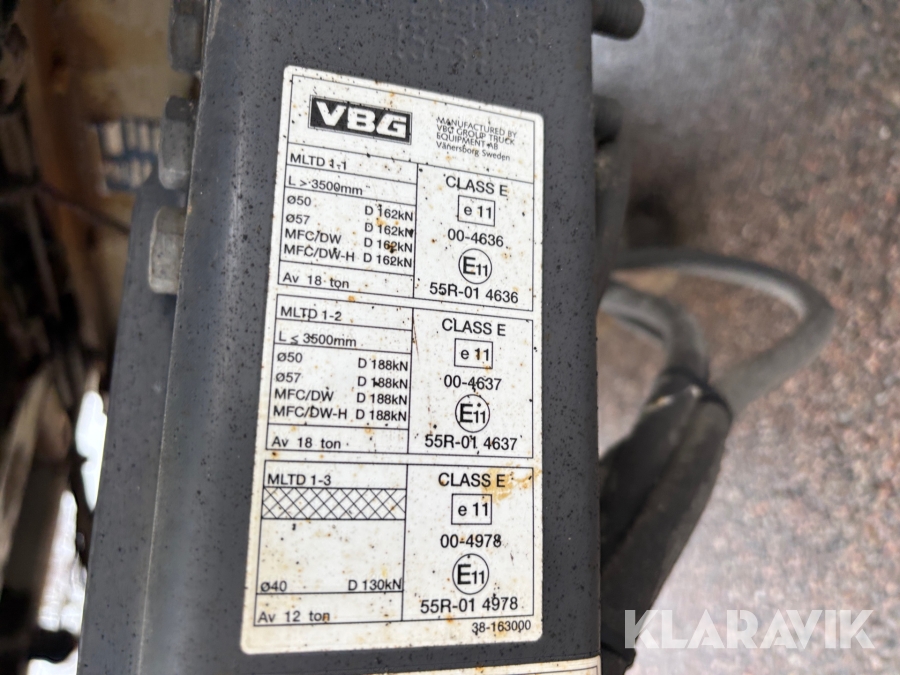 VBG
MANUFACTURED BY
VBG GROUP TRUCK
EQUIPMENT AB
Vänersborg Sweden
MLTD 1-1
L > 3500mm
ø50 D 162kN
ø57 D 162kN
MFC/DW D 162kN
MFC/DW-H D 162kN
Av 18 ton
CLASS E
e 11
00-4636
E11
55R-01 4636
MLTD 1-2
L ≤ 3500mm
ø50 D 188kN
ø57 D 188kN
MFC/DW D 188kN
MFC/DW-H D 188kN
Av 18 ton
CLASS E
e 11
00-4637
E11
55R-01 4637
MLTD 1-3
ø40 D 130kN
Av 12 ton
CLASS E
e 11
00-4978
E11
55R-01 4978
38-163000
KLARAVIK